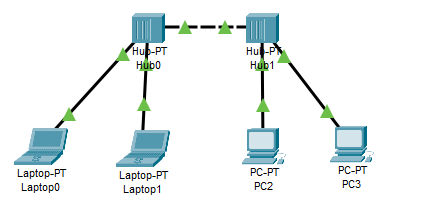 Hub-PT
Hub0
Hub-PT
Hub1
Laptop-PT
Laptop0
Laptop-PT
Laptop1
PC-PT
PC2
PC-PT
PC3